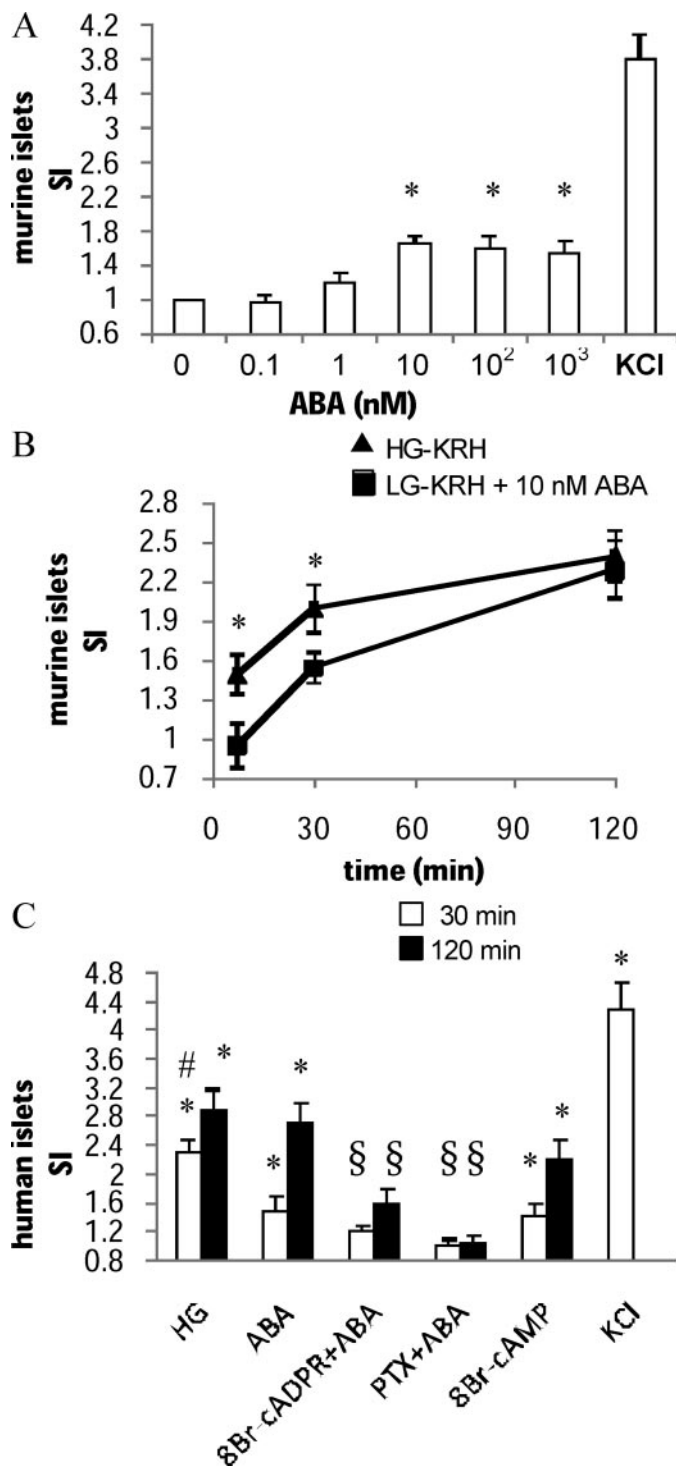 A
murine islets
SI
4.2
3.8
3.4
3
2.6
2.2
1.8
1.4
1
0.6
* * *
0 0.1 1 10 10² 10³ KCl
ABA (nM)
B
▲ HG-KRH
■ LG-KRH + 10 nM ABA
murine islets
SI
2.8
2.5
2.2
1.9
1.6
1.3
1
0.7
* *
0 30 60 90 120
time (min)
C
30 min
120 min
human islets
SI
4.8
4.4
4
3.6
3.2
2.8
2.4
2
1.6
1.2
0.8
#
* * * * § § § § * * *
HG
ABA
8Br-cADPR+ABA
PTX+ABA
8Br-cAMP
KCl